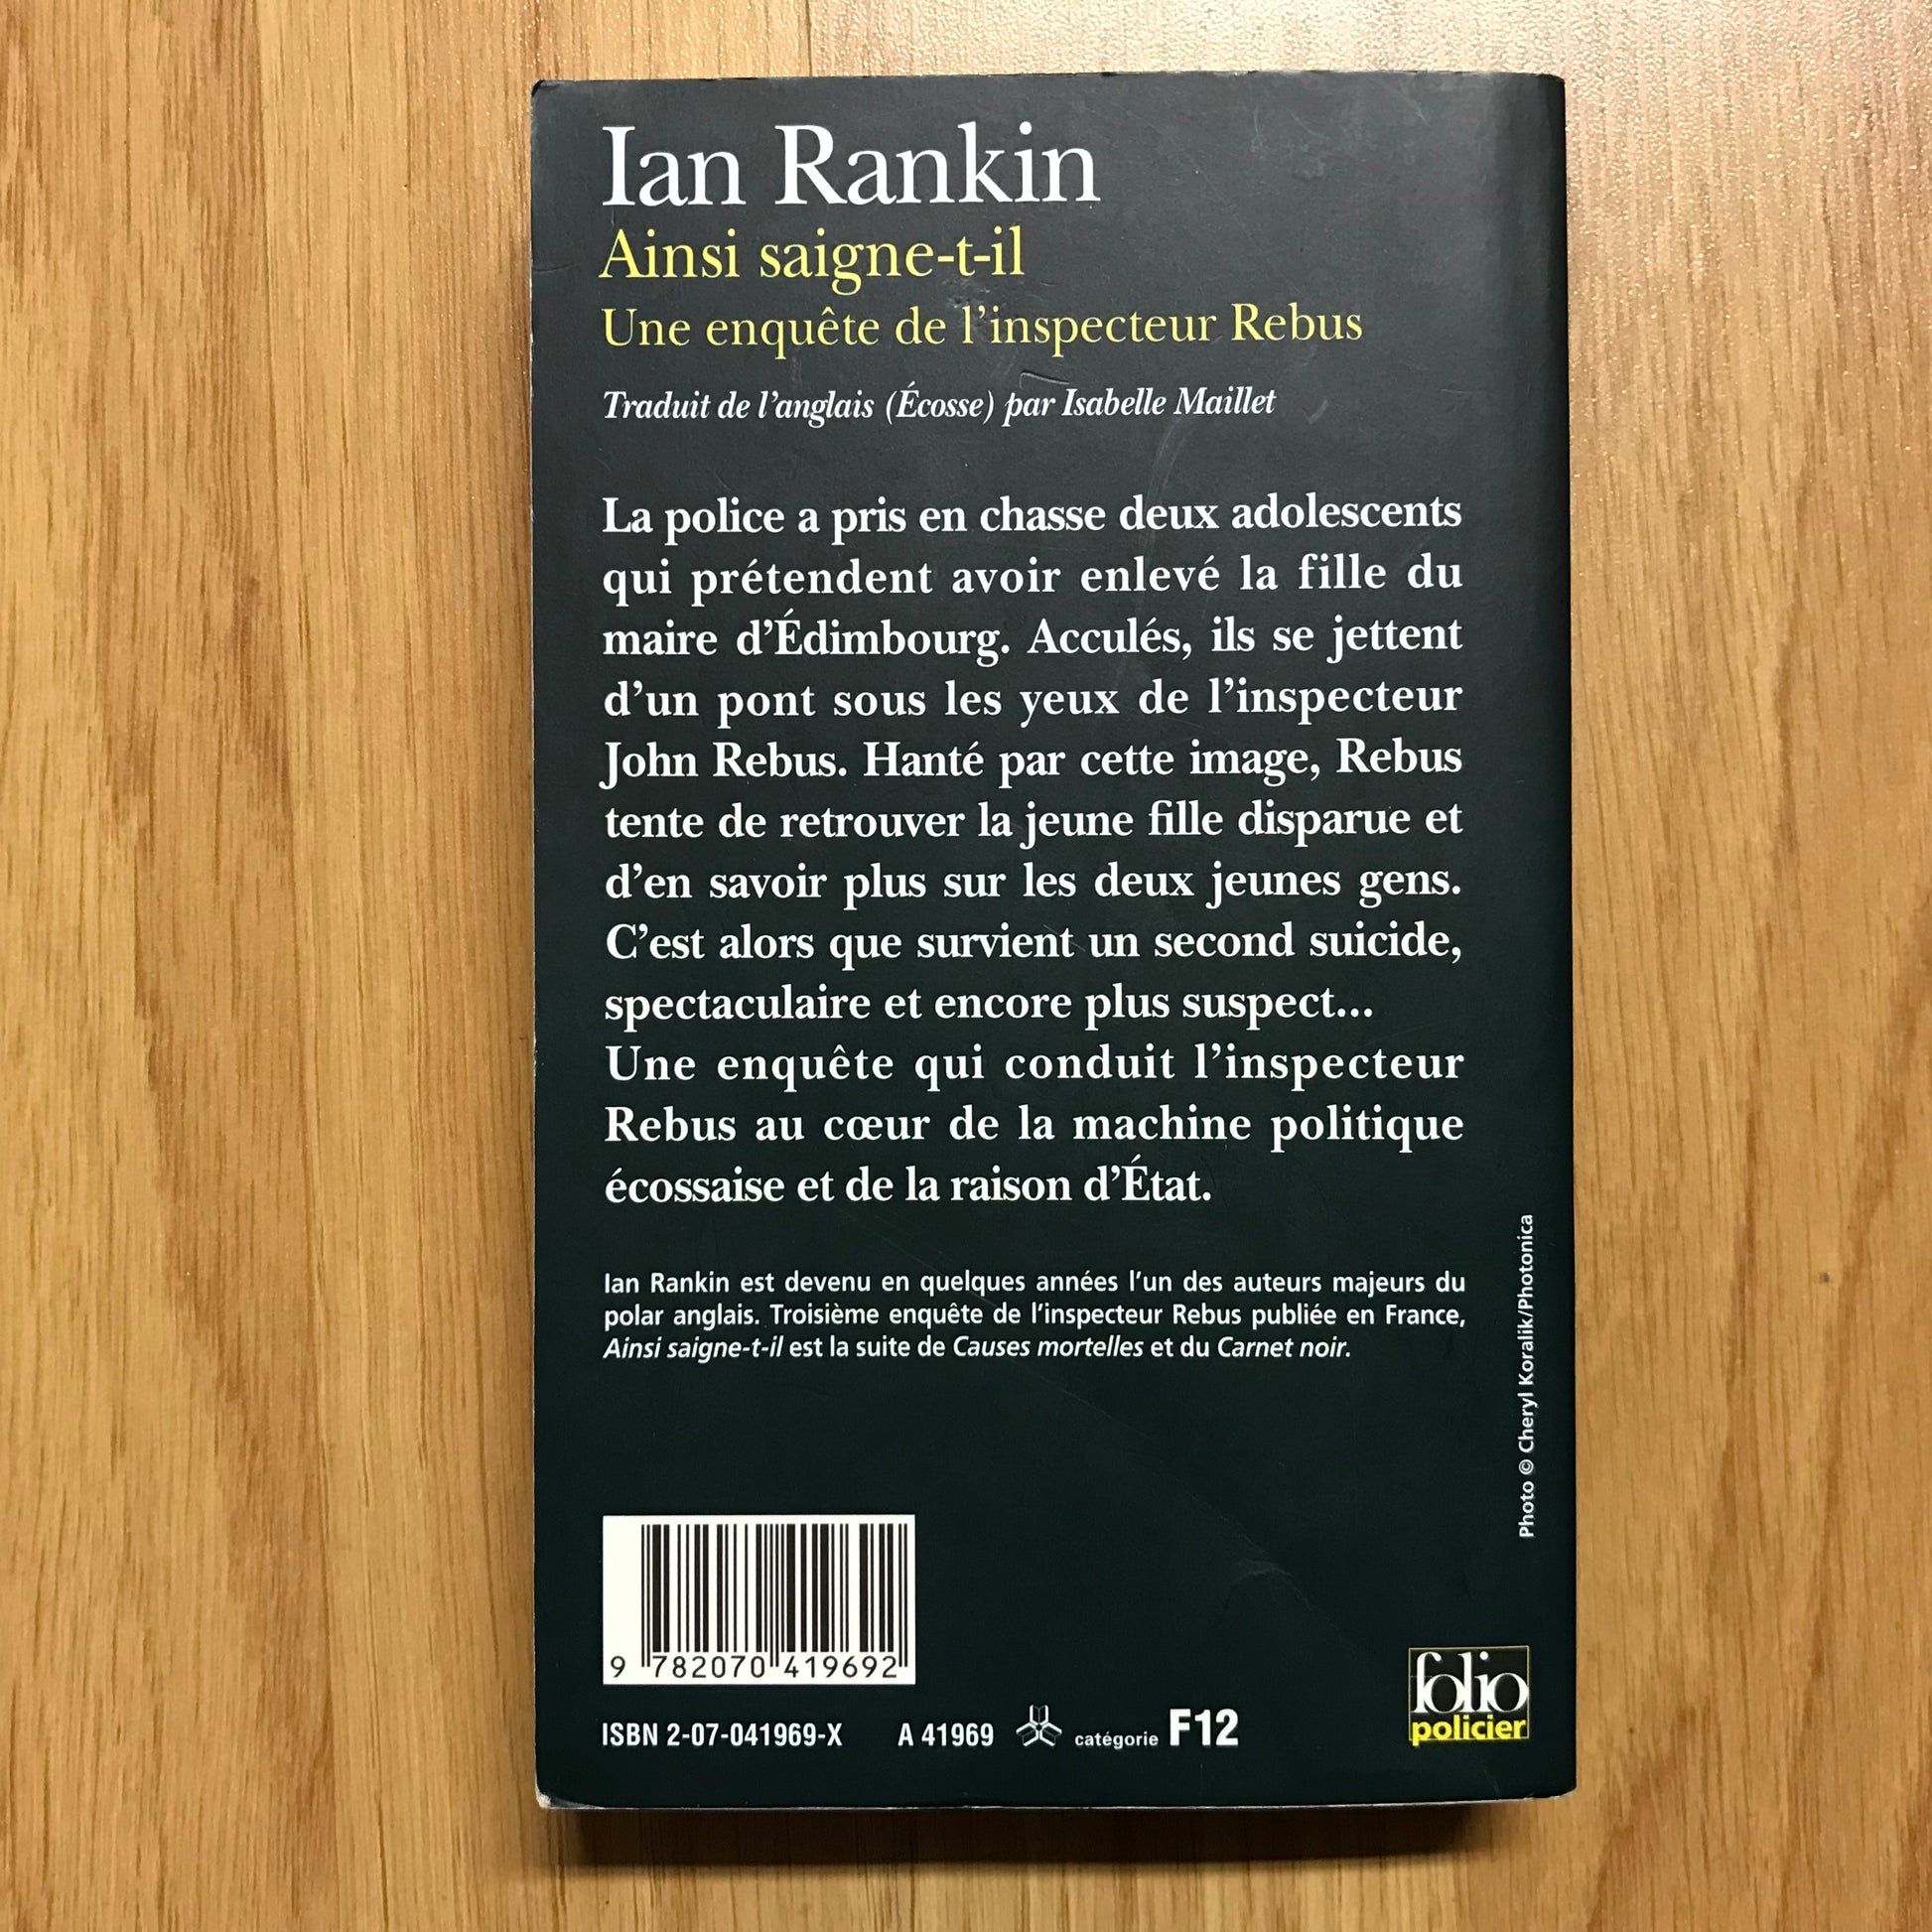 Ian Rankin
Ainsi saigne-t-il
Une enquête de l'inspecteur Rebus
Traduit de l'anglais (Écosse) par Isabelle Maillet
La police a pris en chasse deux adolescents
qui prétendent avoir enlevé la fille du
maire d'Édimbourg. Acculés, ils se jettent
d'un pont sous les yeux de l'inspecteur
John Rebus. Hanté par cette image, Rebus
tente de retrouver la jeune fille disparue et
d'en savoir plus sur les deux jeunes gens.
C'est alors que survient un second suicide,
spectaculaire et encore plus suspect...
Une enquête qui conduit l'inspecteur
Rebus au cœur de la machine politique
écossaise et de la raison d'État.
Ian Rankin est devenu en quelques années l'un des auteurs majeurs du
polar anglais. Troisième enquête de l'inspecteur Rebus publiée en France,
Ainsi saigne-t-il est la suite de Causes mortelles et du Carnet noir.
Photo © Cheryl Koralik/Photonica
9 782070 419692
ISBN 2-07-041969-X A 41969 catégorie F12
folio
policier